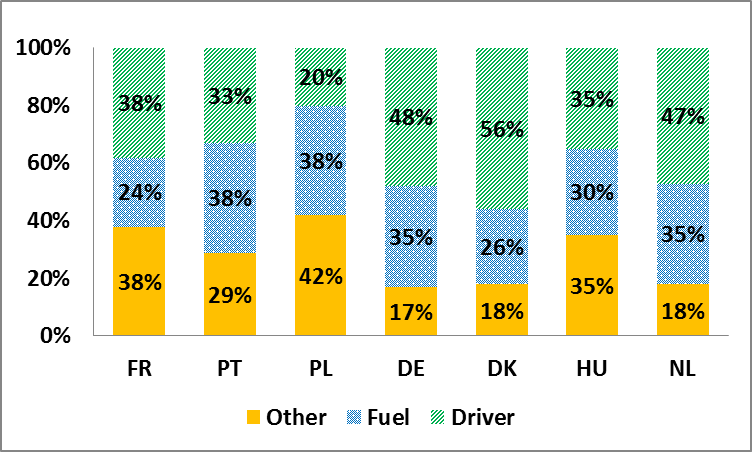 100%
80%
60%
40%
20%
0%
38% 33% 20% 48% 56% 35% 47%
24% 38% 38% 35% 26% 30% 35%
38% 29% 42% 17% 18% 35% 18%
FR PT PL DE DK HU NL
Other Fuel Driver